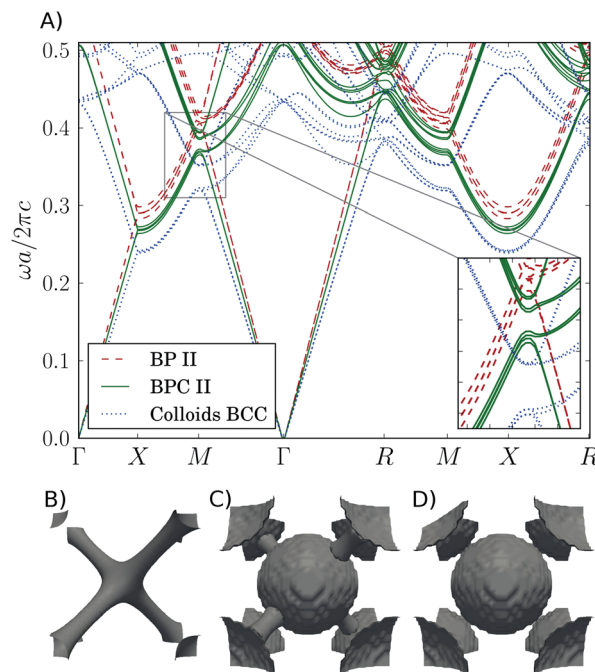 A)
0.5
0.4
0.3
0.2
0.1
0.0
ωa/2πc
BP II
BPC II
Colloids BCC
Γ X M Γ R M X R
B) C) D)